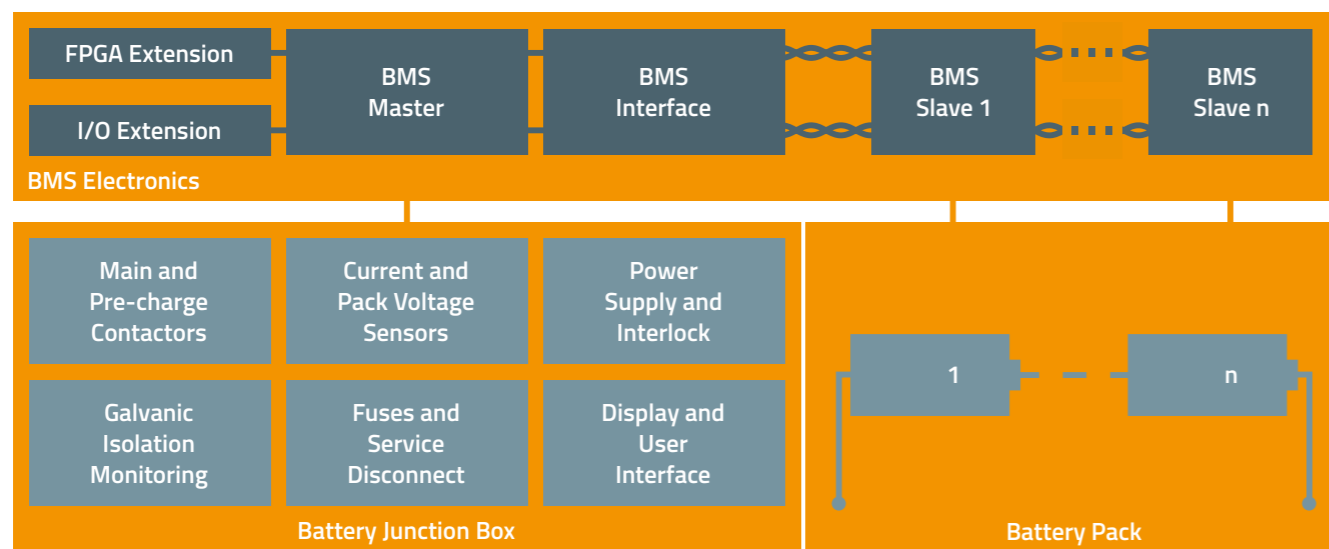 FPGA Extension
I/O Extension
BMS
Master
BMS
Interface
BMS
Slave 1
BMS
Slave n
BMS Electronics
Main and
Pre-charge
Contactors
Current and
Pack Voltage
Sensors
Power
Supply and
Interlock
Galvanic
Isolation
Monitoring
Fuses and
Service
Disconnect
Display and
User
Interface
Battery Junction Box
1
n
Battery Pack